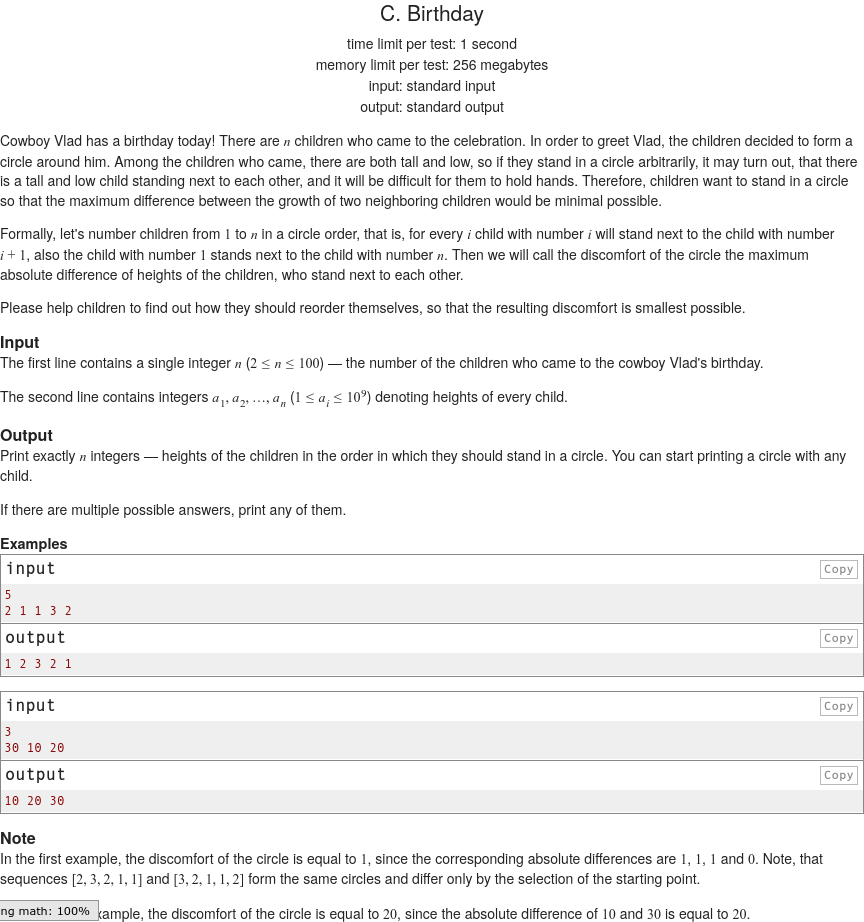 C. Birthday
time limit per test: 1 second
memory limit per test: 256 megabytes
input: standard input
output: standard output
Cowboy Vlad has a birthday today! There are n children who came to the celebration. In order to greet Vlad, the children decided to form a
circle around him. Among the children who came, there are both tall and low, so if they stand in a circle arbitrarily, it may turn out, that there
is a tall and low child standing next to each other, and it will be difficult for them to hold hands. Therefore, children want to stand in a circle
so that the maximum difference between the growth of two neighboring children would be minimal possible.
Formally, let's number children from 1 to n in a circle order, that is, for every i child with number i will stand next to the child with number
i + 1, also the child with number 1 stands next to the child with number n. Then we will call the discomfort of the circle the maximum
absolute difference of heights of the children, who stand next to each other.
Please help children to find out how they should reorder themselves, so that the resulting discomfort is smallest possible.
Input
The first line contains a single integer n (2 ≤ n ≤ 100) — the number of the children who came to the cowboy Vlad's birthday.
The second line contains integers a₁, a₂, …, aₙ (1 ≤ aᵢ ≤ 10⁹) denoting heights of every child.
Output
Print exactly n integers — heights of the children in the order in which they should stand in a circle. You can start printing a circle with any
child.
If there are multiple possible answers, print any of them.
Examples
input Copy
5
2 1 1 3 2
output Copy
1 2 3 2 1
input Copy
3
30 10 20
output Copy
10 20 30
Note
In the first example, the discomfort of the circle is equal to 1, since the corresponding absolute differences are 1, 1, 1 and 0. Note, that
sequences [2, 3, 2, 1, 1] and [3, 2, 1, 1, 2] form the same circles and differ only by the selection of the starting point.
ng math: 100% xample, the discomfort of the circle is equal to 20, since the absolute difference of 10 and 30 is equal to 20.